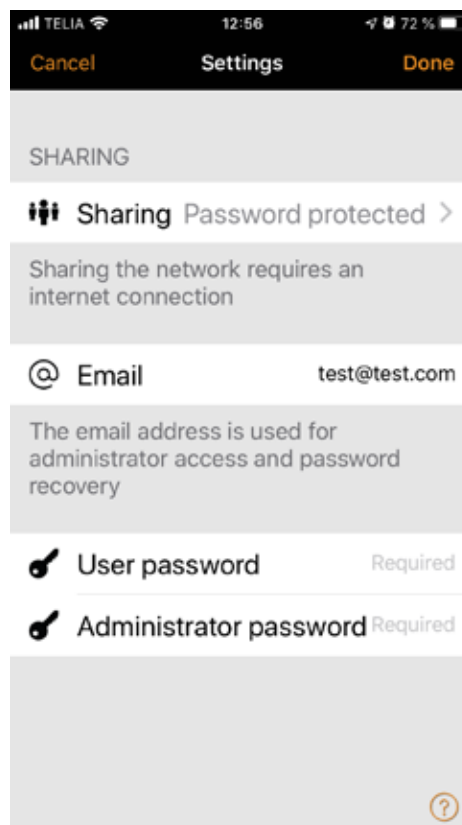 TELIA 12:56 72 %
Cancel Settings Done
SHARING
Sharing Password protected >
Sharing the network requires an
internet connection
@ Email test@test.com
The email address is used for
administrator access and password
recovery
User password Required
Administrator password Required
?